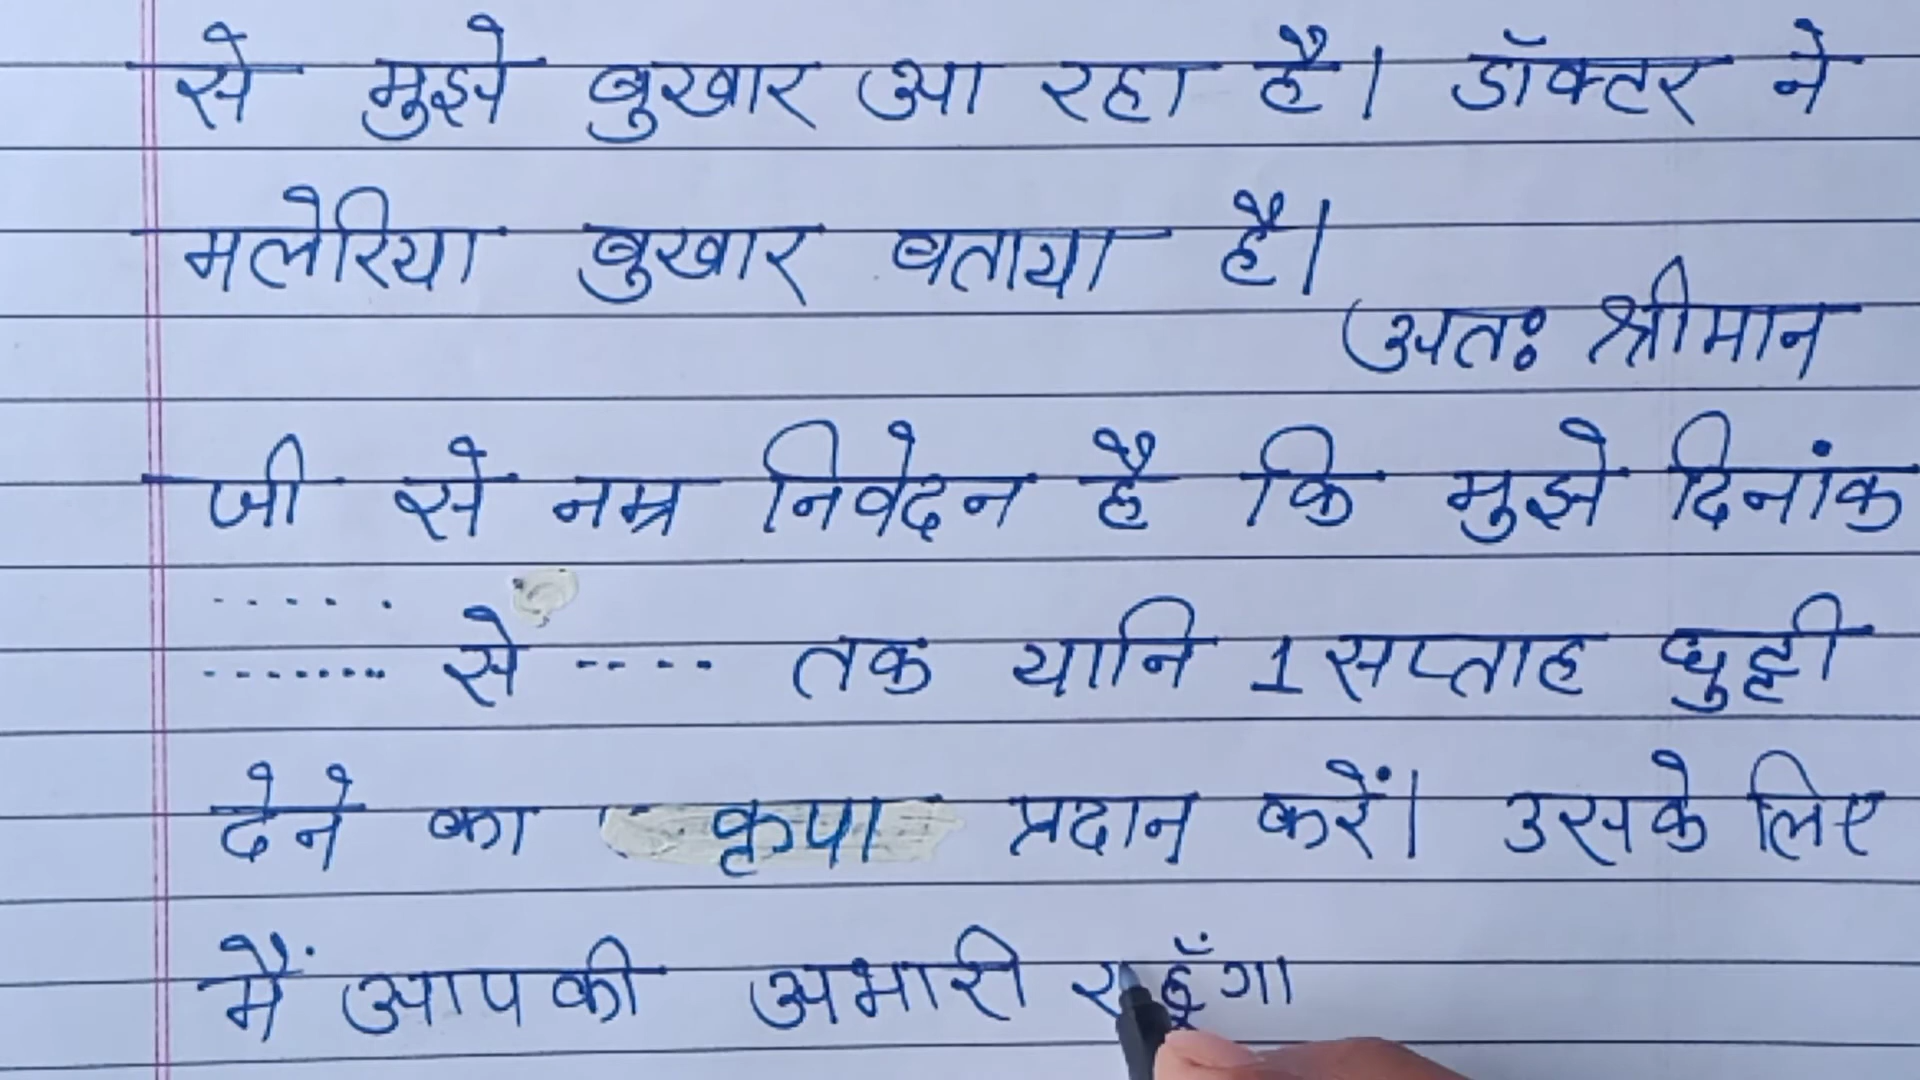 से मुझे बुखार आ रहा है। डॉक्टर ने
मलेरिया बुखार बताया है।
अतः श्रीमान
जी से नम्र निवेदन है कि मुझे दिनांक
.....
........ से ---- तक यानि 1 सप्ताह छुट्टी
देने का कृपा प्रदान करें। उसके लिए
मैं आपकी अभारी रहूँगा